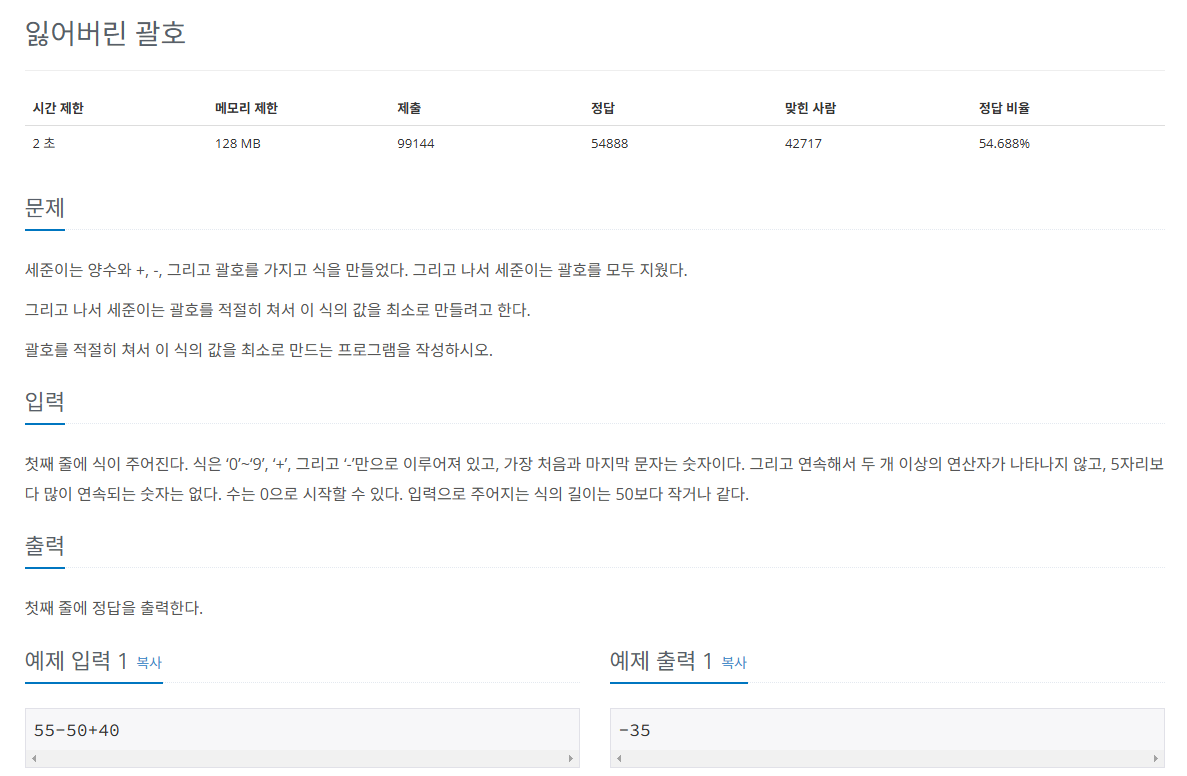 잃어버린 괄호
시간 제한 메모리 제한 제출 정답 맞힌 사람 정답 비율
2 초 128 MB 99144 54888 42717 54.688%
문제
세준이는 양수와 +, -, 그리고 괄호를 가지고 식을 만들었다. 그리고 나서 세준이는 괄호를 모두 지웠다.
그리고 나서 세준이는 괄호를 적절히 쳐서 이 식의 값을 최소로 만들려고 한다.
괄호를 적절히 쳐서 이 식의 값을 최소로 만드는 프로그램을 작성하시오.
입력
첫째 줄에 식이 주어진다. 식은 ‘0’~‘9’, ‘+’, 그리고 ‘-’만으로 이루어져 있고, 가장 처음과 마지막 문자는 숫자이다. 그리고 연속해서 두 개 이상의 연산자가 나타나지 않고, 5자리보
다 많이 연속되는 숫자는 없다. 수는 0으로 시작할 수 있다. 입력으로 주어지는 식의 길이는 50보다 작거나 같다.
출력
첫째 줄에 정답을 출력한다.
예제 입력 1 복사 예제 출력 1 복사
55-50+40 -35